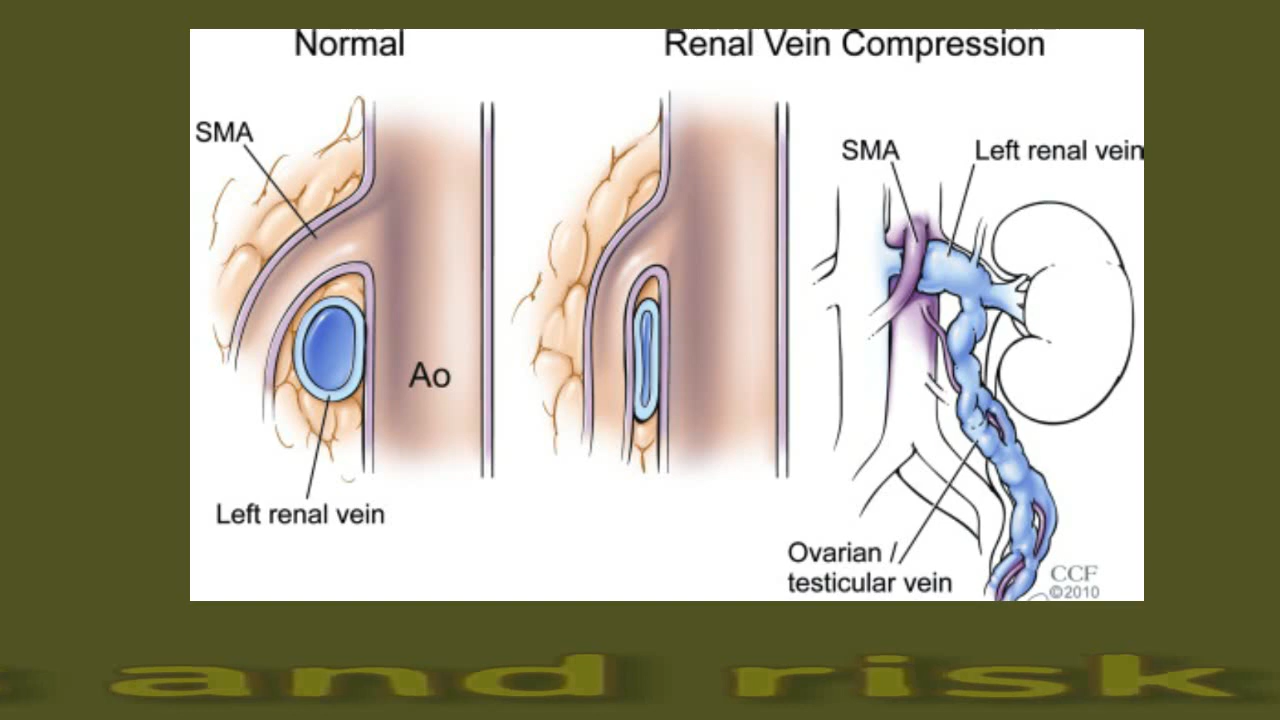 Normal
Renal Vein Compression
SMA
Ao
Left renal vein
SMA
Left renal vein
Ovarian /
testicular vein
CCF
©2010
and risk